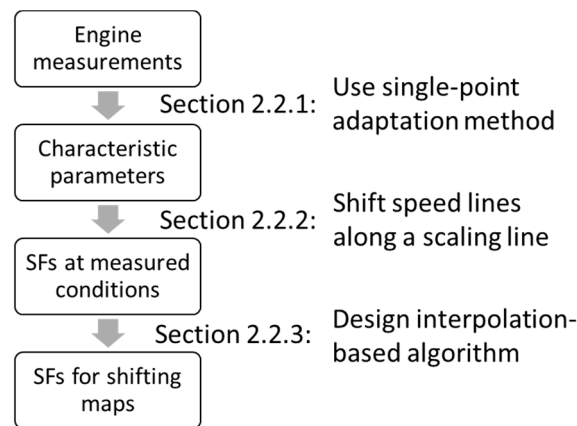 Engine
measurements
Section 2.2.1:
Use single-point
adaptation method
Characteristic
parameters
Section 2.2.2:
Shift speed lines
along a scaling line
SFs at measured
conditions
Section 2.2.3:
Design interpolation-
based algorithm
SFs for shifting
maps